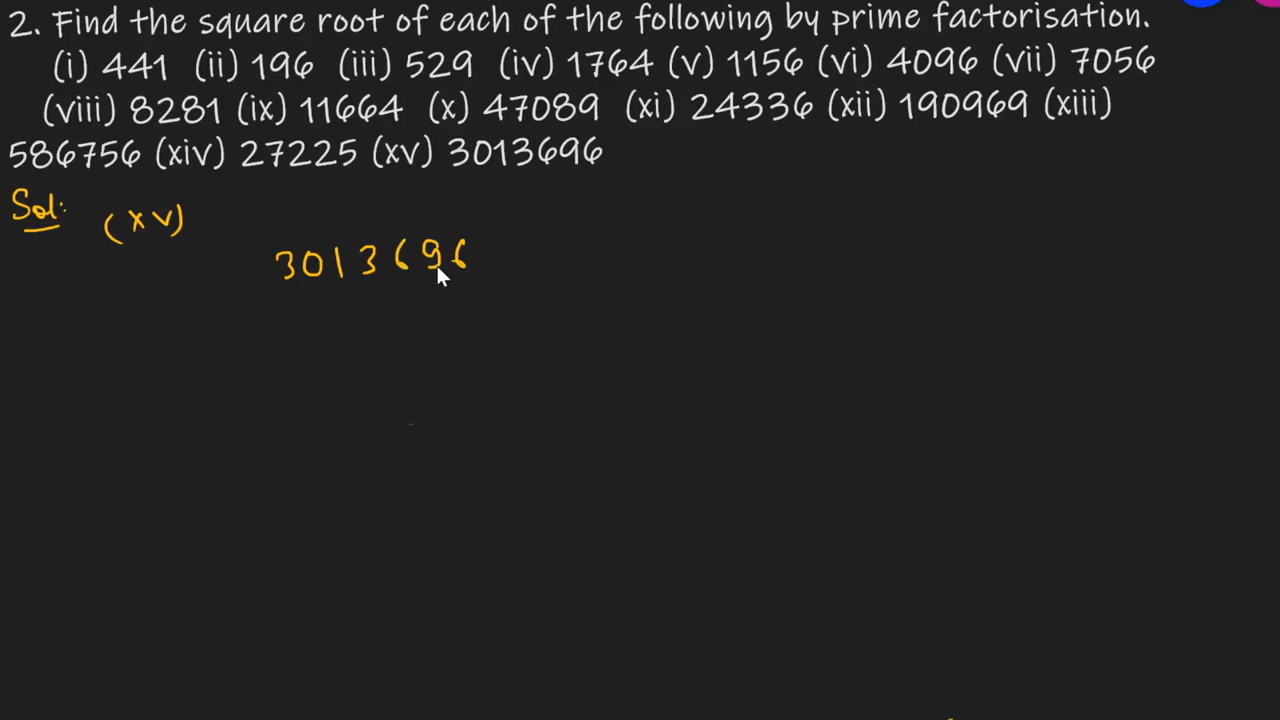 2. Find the square root of each of the following by prime factorisation.
(i) 441 (ii) 196 (iii) 529 (iv) 1764 (v) 1156 (vi) 4096 (vii) 7056
(viii) 8281 (ix) 11664 (x) 47089 (xi) 24336 (xii) 190969 (xiii)
586756 (xiv) 27225 (xv) 3013696
Sol:
(xv)
3013696